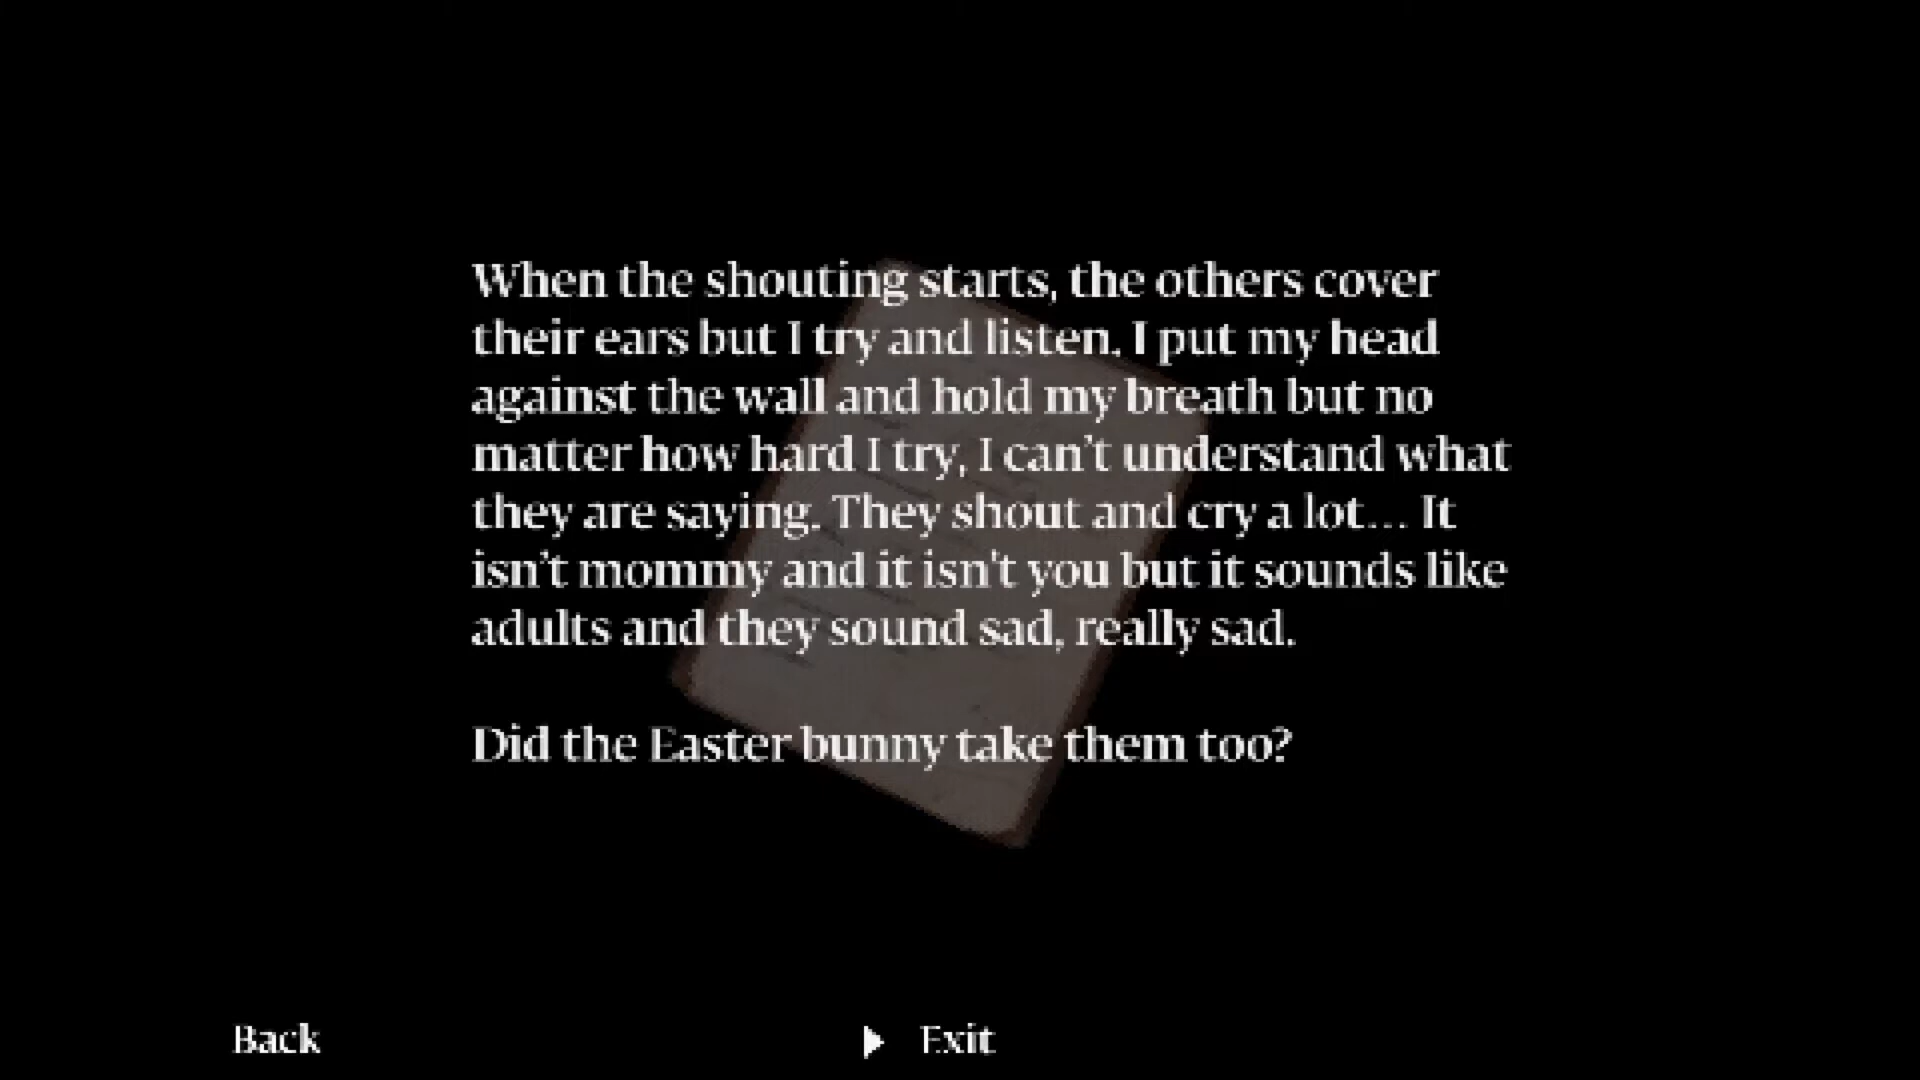 When the shouting starts, the others cover
their ears but I try and listen. I put my head
against the wall and hold my breath but no
matter how hard I try, I can't understand what
they are saying. They shout and cry a lot... It
isn't mommy and it isn't you but it sounds like
adults and they sound sad, really sad.
Did the Easter bunny take them too?
Back
Exit